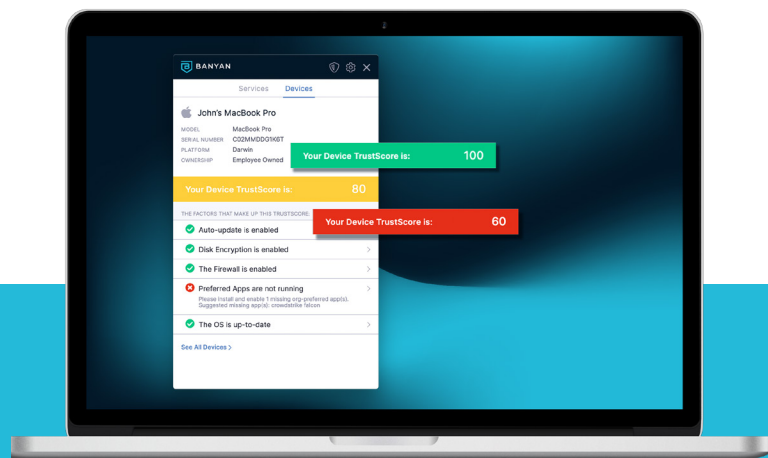 BANYAN
Services Devices
John's MacBook Pro
MODEL MacBook Pro
SERIAL NUMBER C02MMDDG1K6T
PLATFORM Darwin
OWNERSHIP Employee Owned
Your Device TrustScore is: 100
Your Device TrustScore is: 80
THE FACTORS THAT MAKE UP THIS TRUSTSCORE
Your Device TrustScore is: 60
Auto-update is enabled
Disk Encryption is enabled
The Firewall is enabled
Preferred Apps are not running
Please install and enable 1 missing org-preferred app(s).
Suggested missing app(s): crowdstrike falcon
The OS is up-to-date
See All Devices >